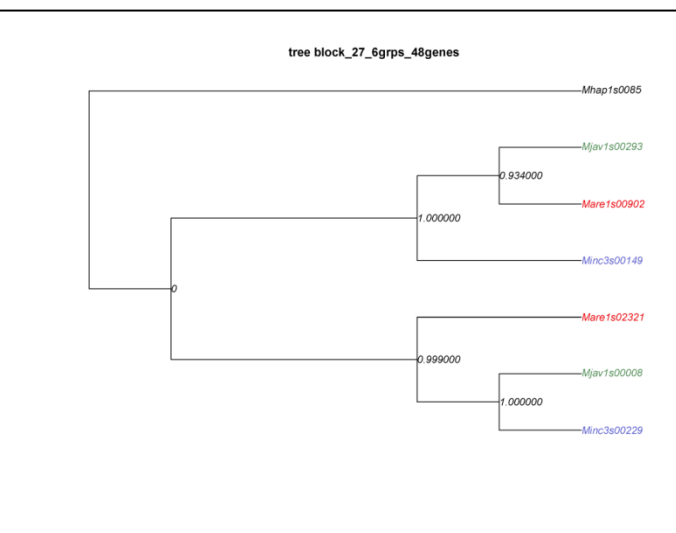 tree block_27_6grps_48genes
Mhap1s0085
Mjav1s00293
0.934000
Mare1s00902
1.000000
Minc3s00149
0
Mare1s02321
0.999000
Mjav1s00008
1.000000
Minc3s00229